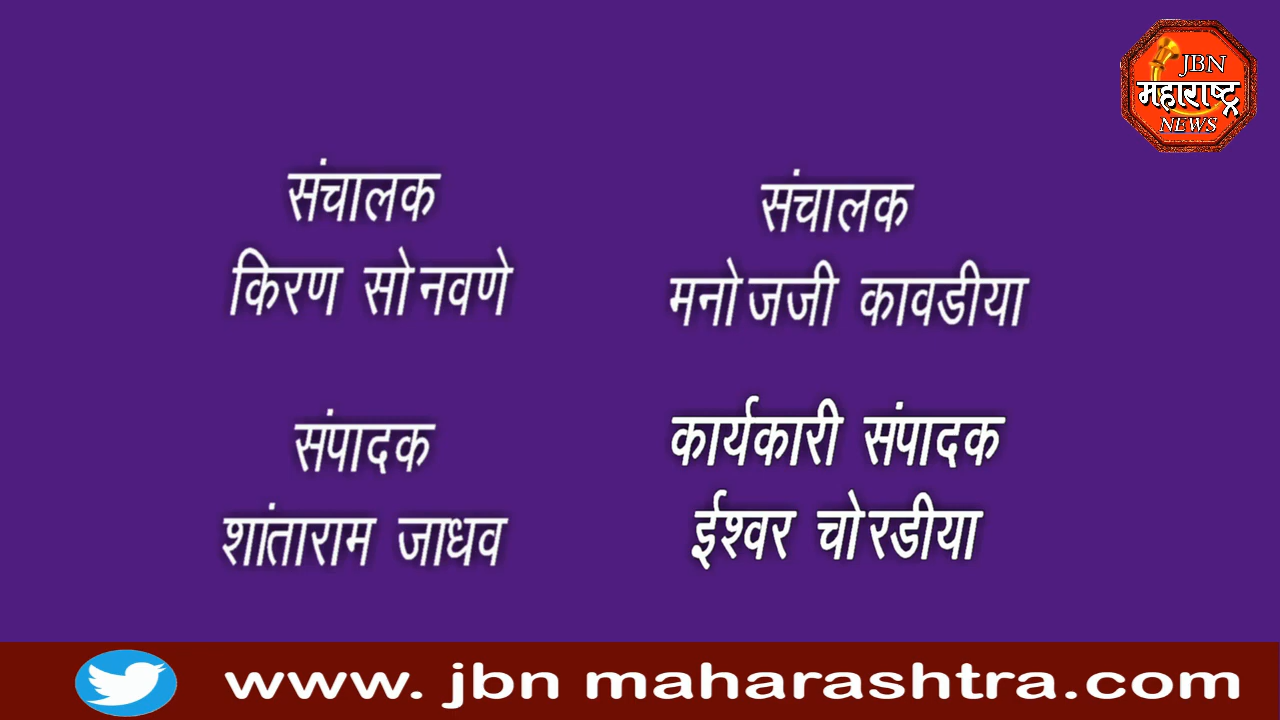 JBN
महाराष्ट्र
NEWS
संचालक
किरण सोनवणे
संचालक
मनोजजी कावडीया
संपादक
शांताराम जाधव
कार्यकारी संपादक
ईश्वर चोरडीया
www. jbn maharashtra.com